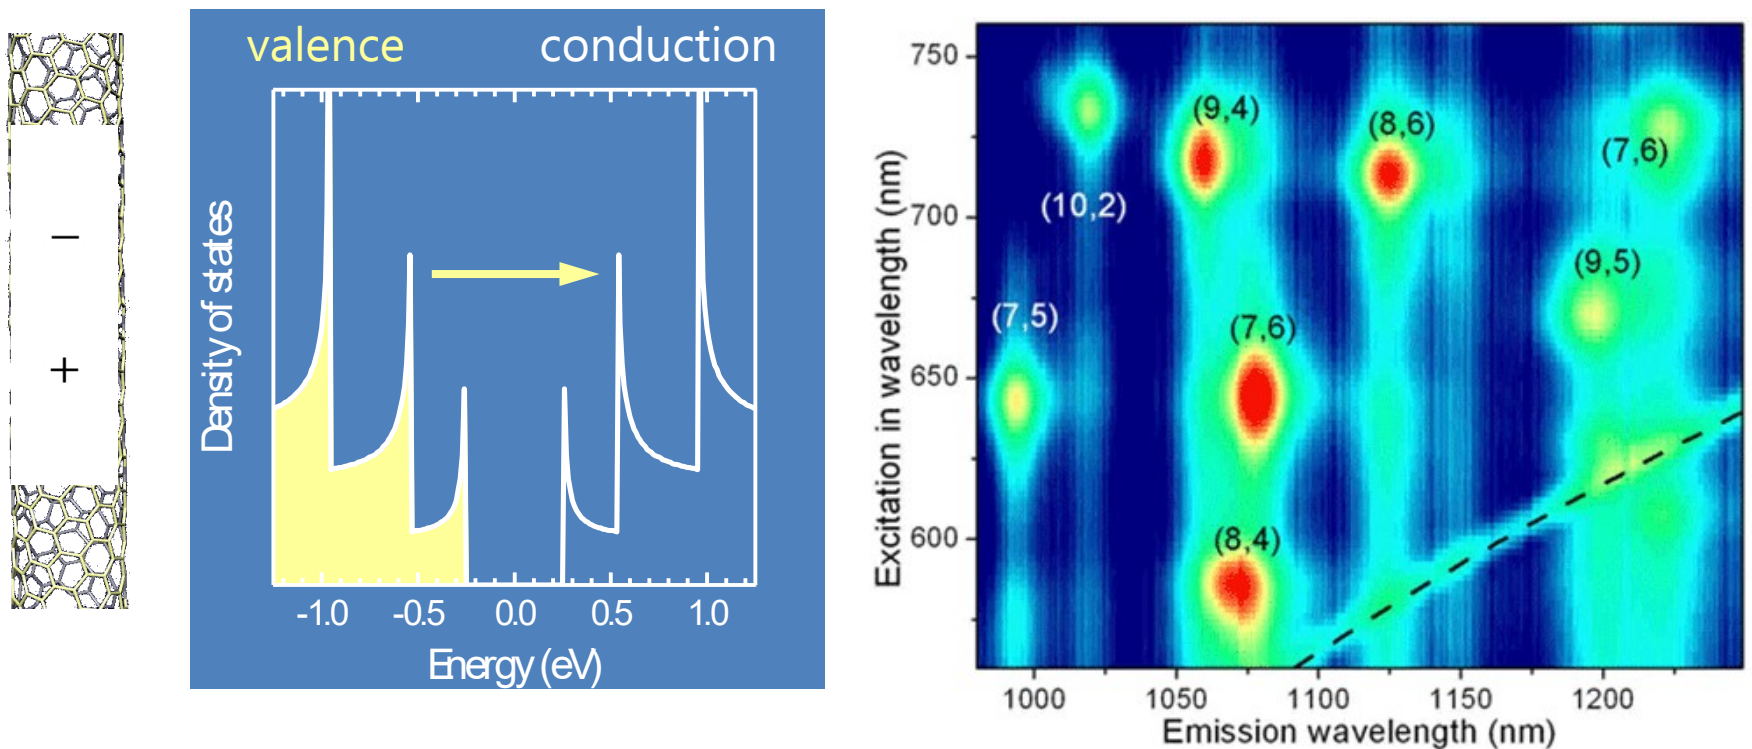 −
+
valence conduction
Density of states
-1.0 -0.5 0.0 0.5 1.0
Energy (eV)
750
700
650
600
Excitation in wavelength (nm)
(9,4)
(8,6)
(7,6)
(10,2)
(9,5)
(7,5)
(7,6)
(8,4)
1000 1050 1100 1150 1200
Emission wavelength (nm)